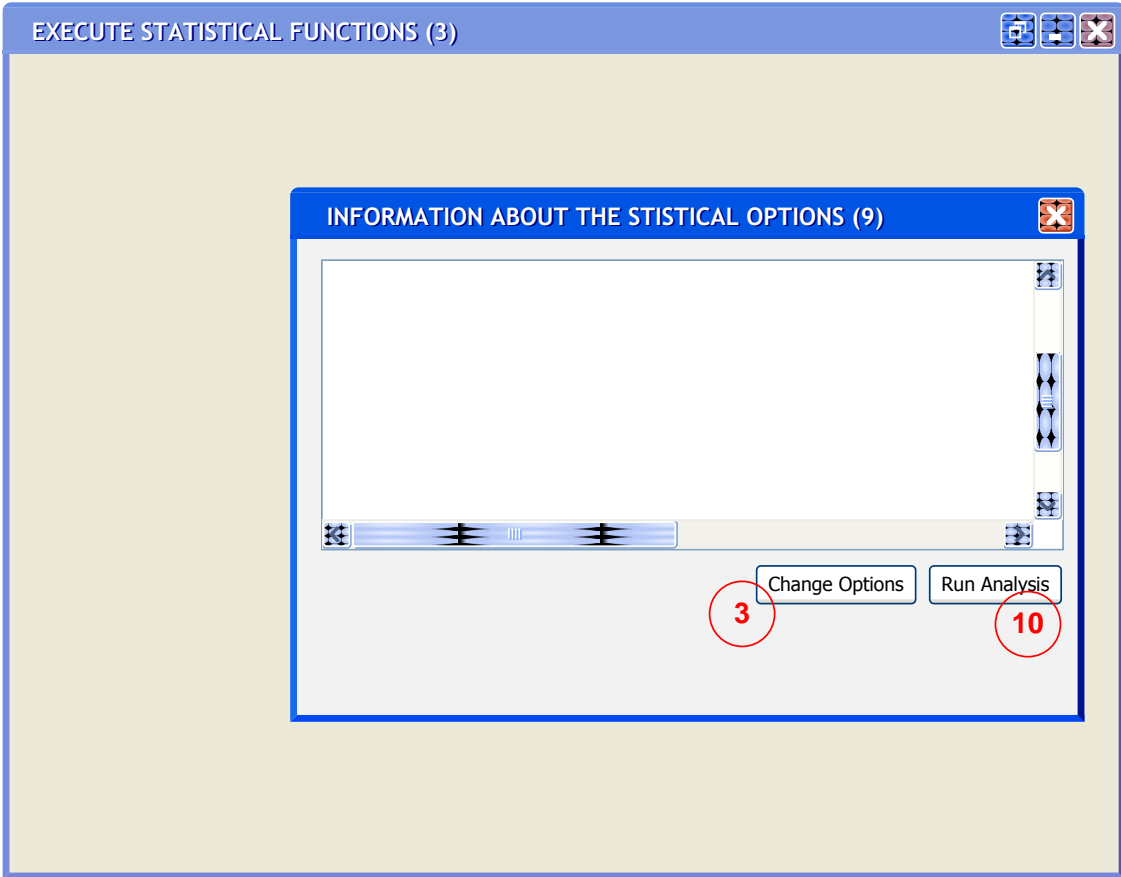 EXECUTE STATISTICAL FUNCTIONS (3)
INFORMATION ABOUT THE STISTICAL OPTIONS (9)
Change Options
Run Analysis
3
10